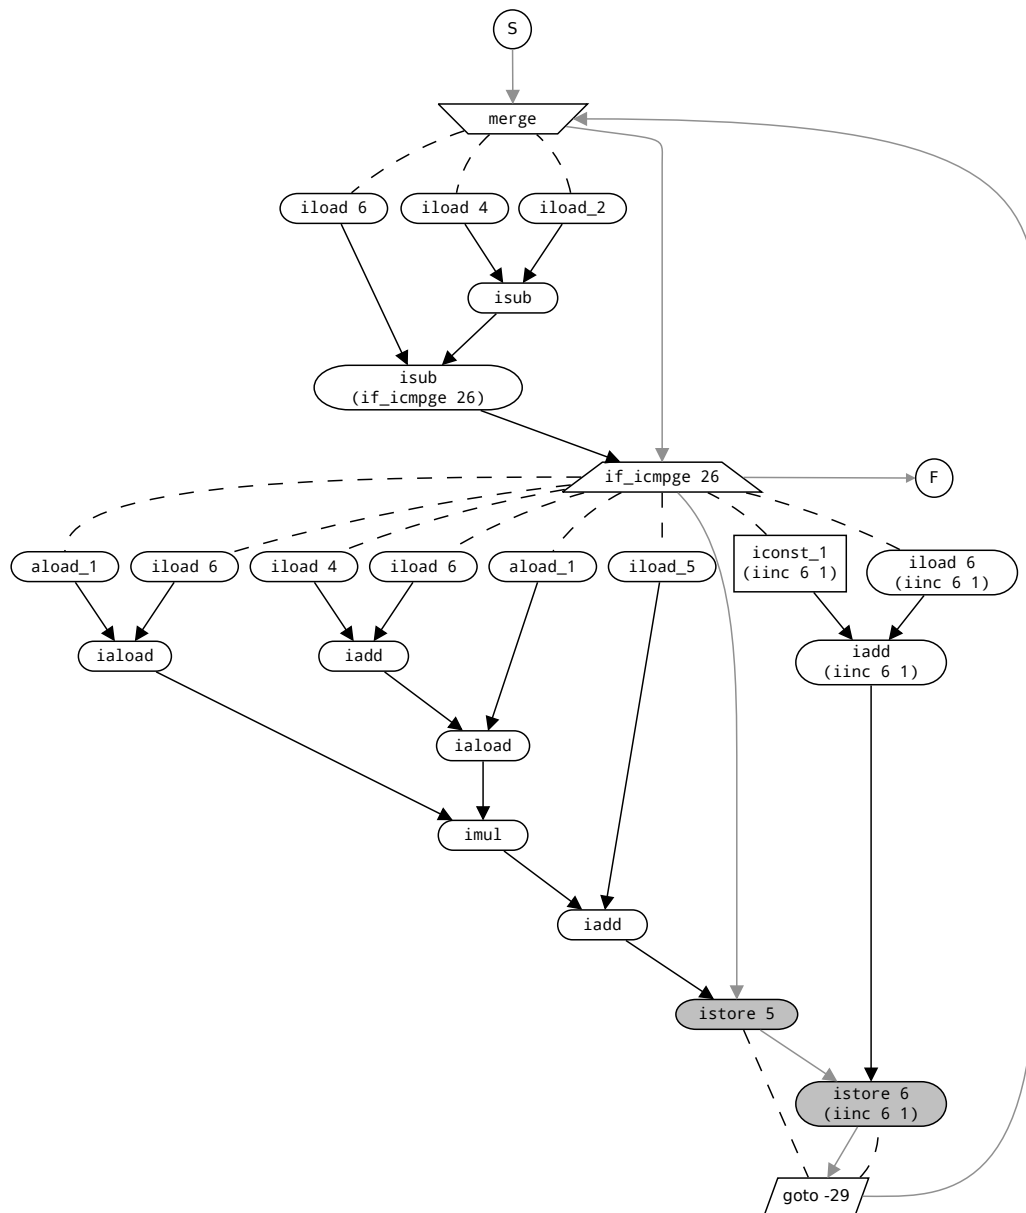 S
merge
iload 6
iload 4
iload_2
isub
isub
(if_icmpge 26)
if_icmpge 26
F
aload_1
iload 6
iload 4
iload 6
aload_1
iload_5
iconst_1
(iinc 6 1)
iload 6
(iinc 6 1)
iaload
iadd
iadd
(iinc 6 1)
iaload
imul
iadd
istore 5
istore 6
(iinc 6 1)
goto -29